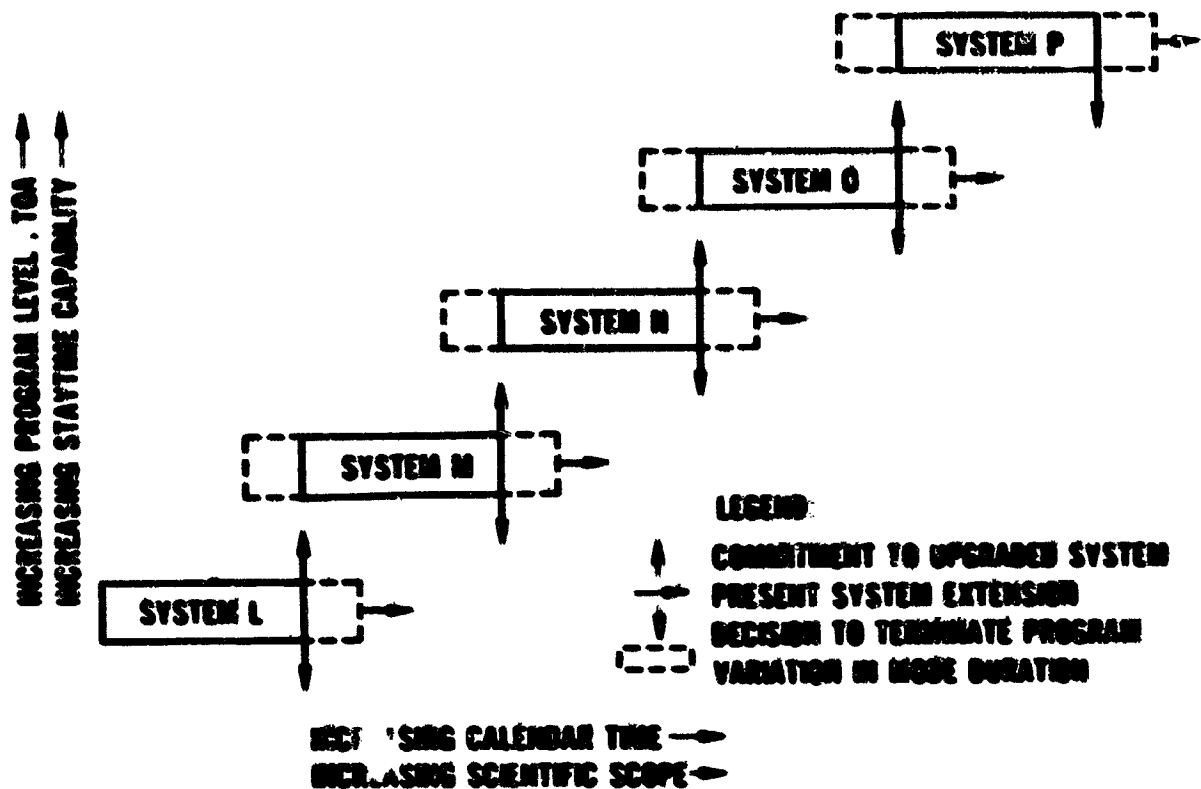 SYSTEM P
SYSTEM O
SYSTEM N
SYSTEM M
SYSTEM L
INCREASING PROGRAM LEVEL, TOA
INCREASING STAYTIME CAPABILITY
LEGEND:
COMMITMENT TO UPGRADED SYSTEM
PRESENT SYSTEM EXTENSION
DECISION TO TERMINATE PROGRAM
VARIATION IN MODE DURATION
CALENDAR TIME
INCREASING SCIENTIFIC SCOPE